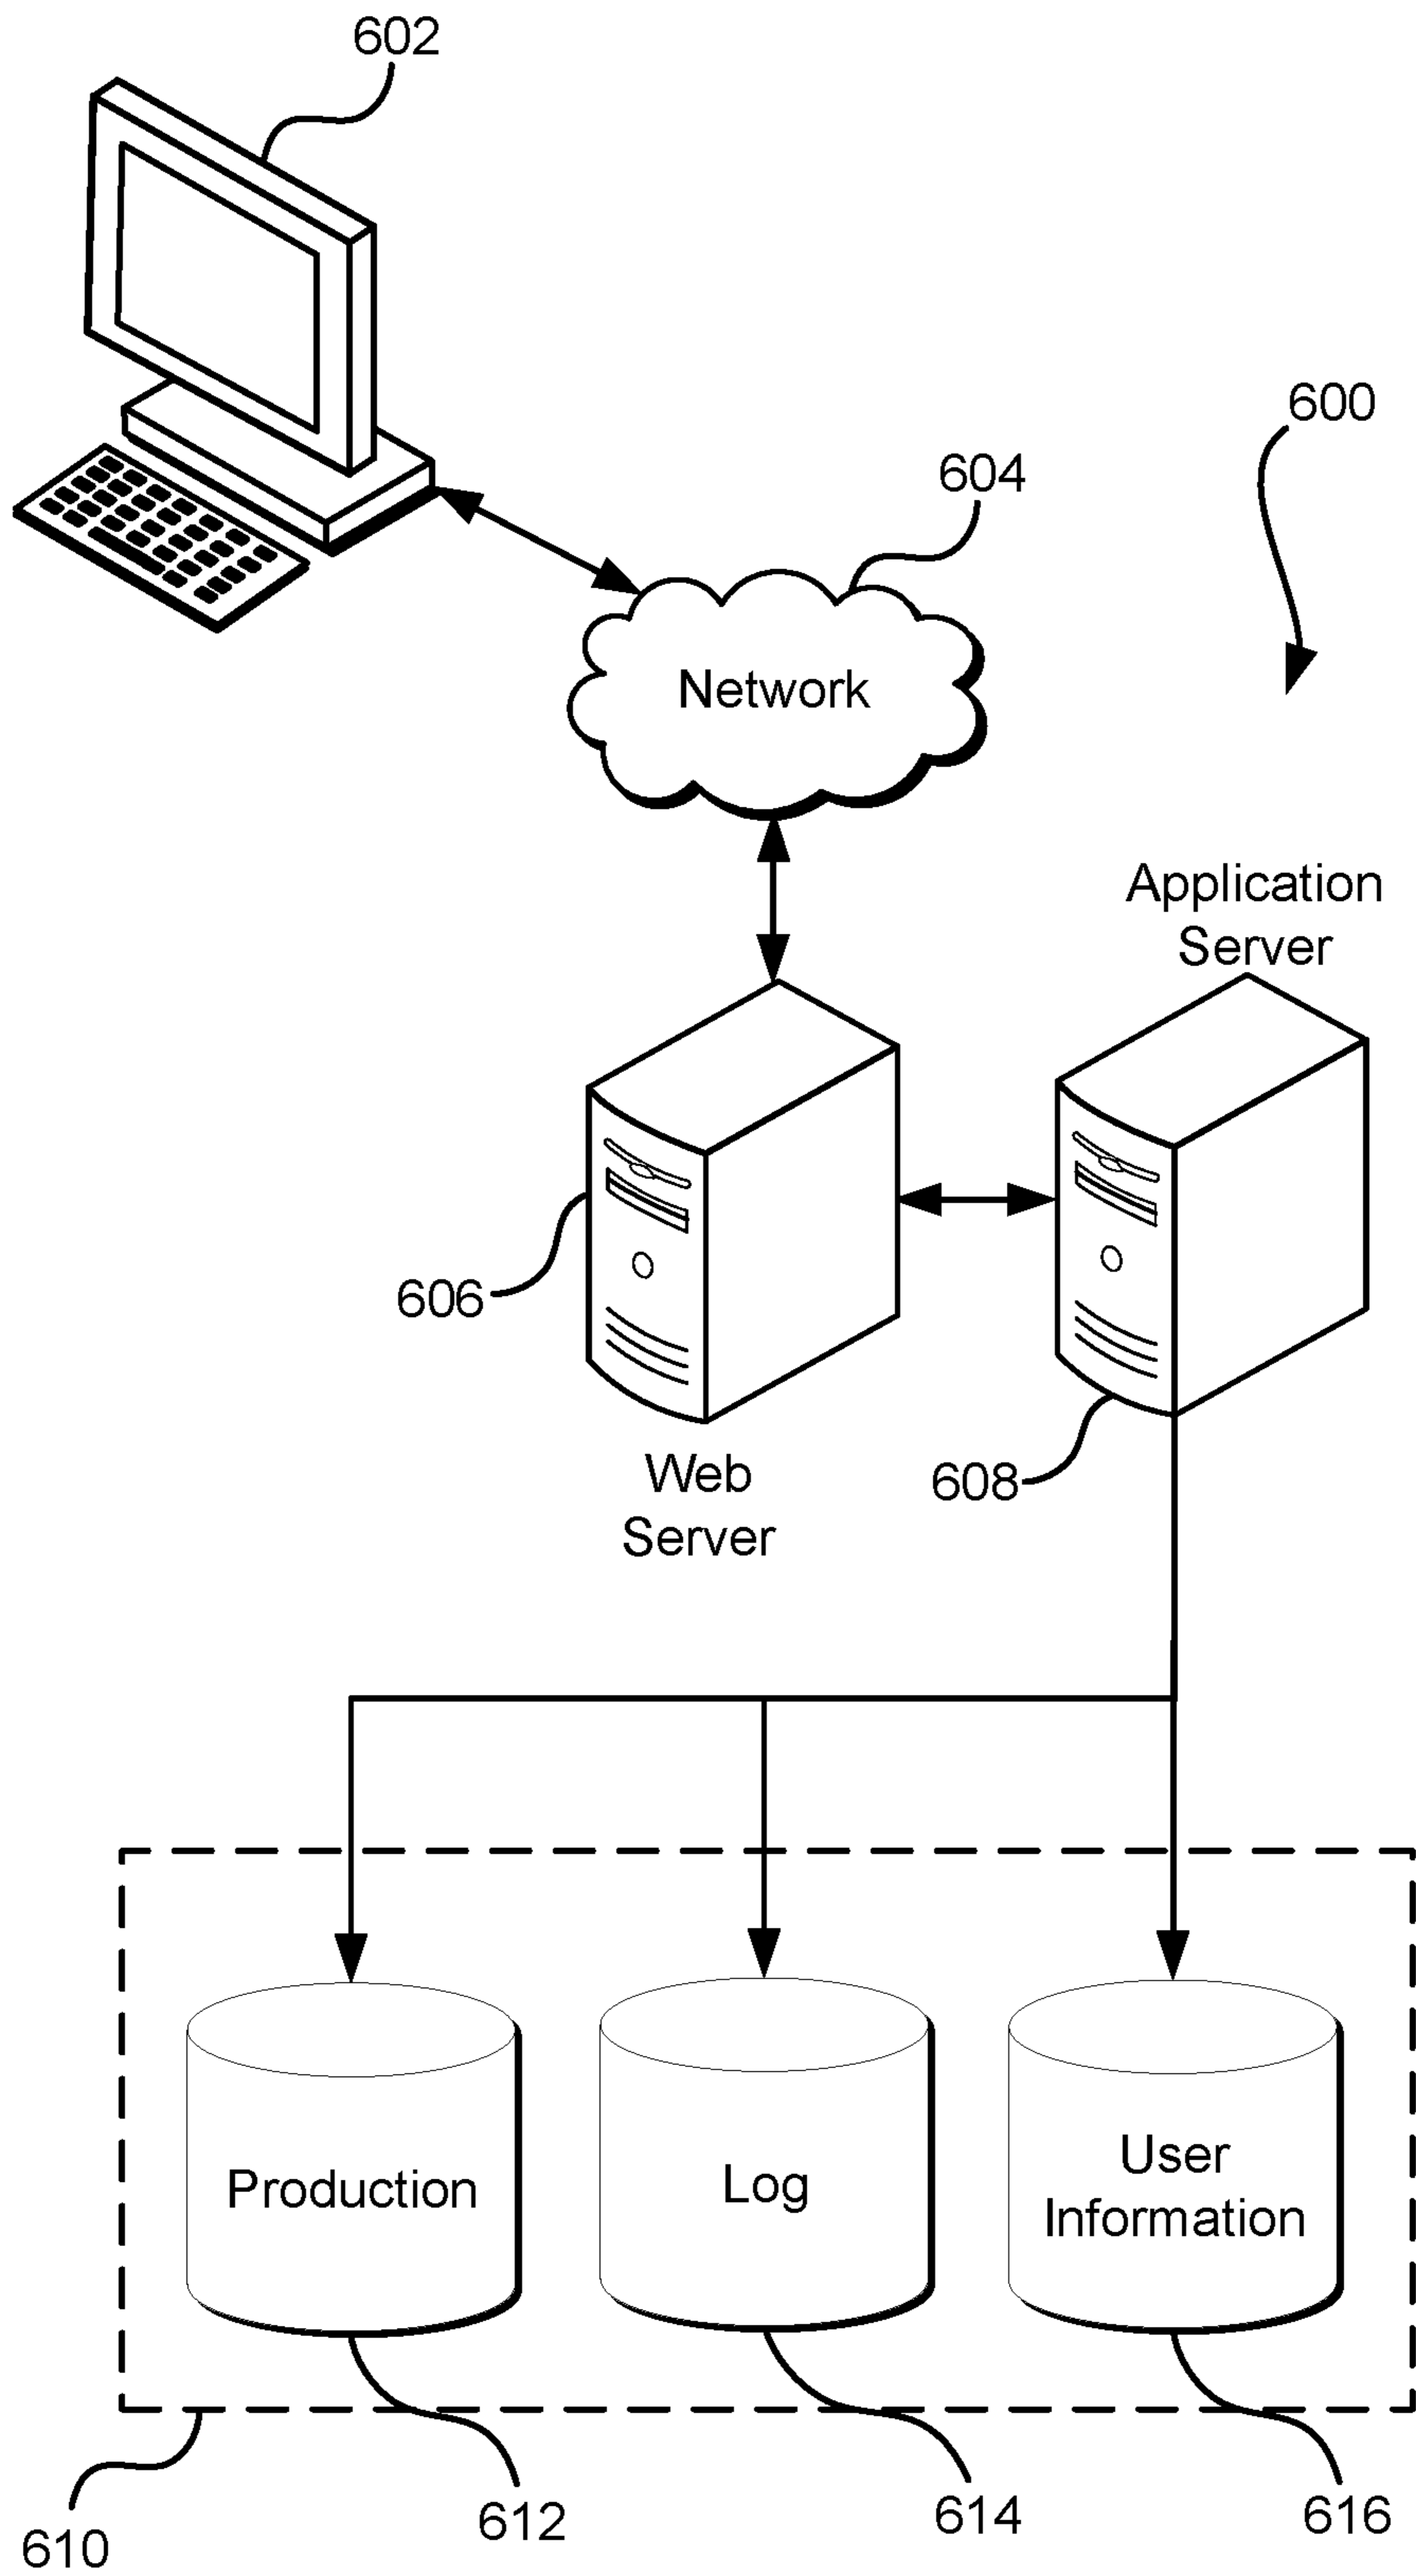 602
600
604
Network
Application
Server
606
608
Web
Server
Production
Log
User
Information
610
612
614
616